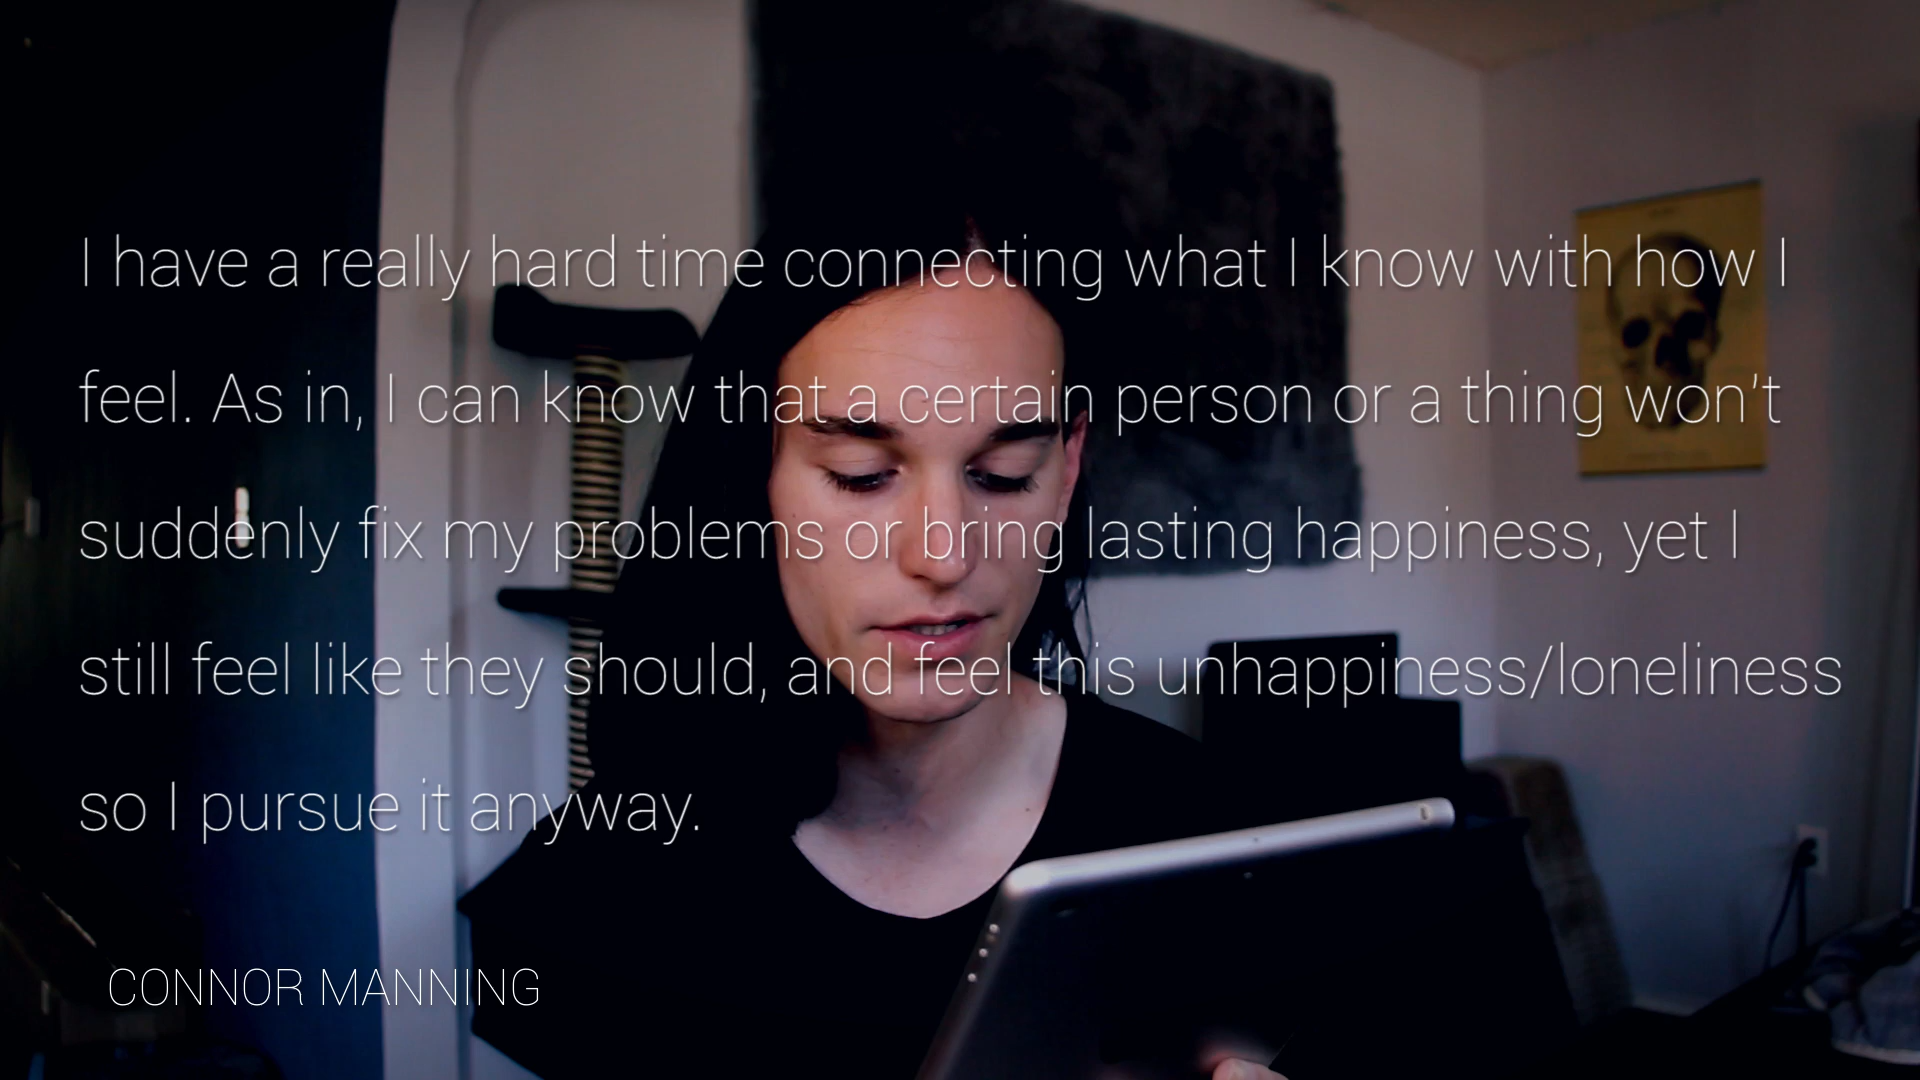 I have a really hard time connecting what I know with how I
feel. As in, I can know that a certain person or a thing won't
suddenly fix my problems or bring lasting happiness, yet I
still feel like they should, and feel this unhappiness/loneliness
so I pursue it anyway.
CONNOR MANNING